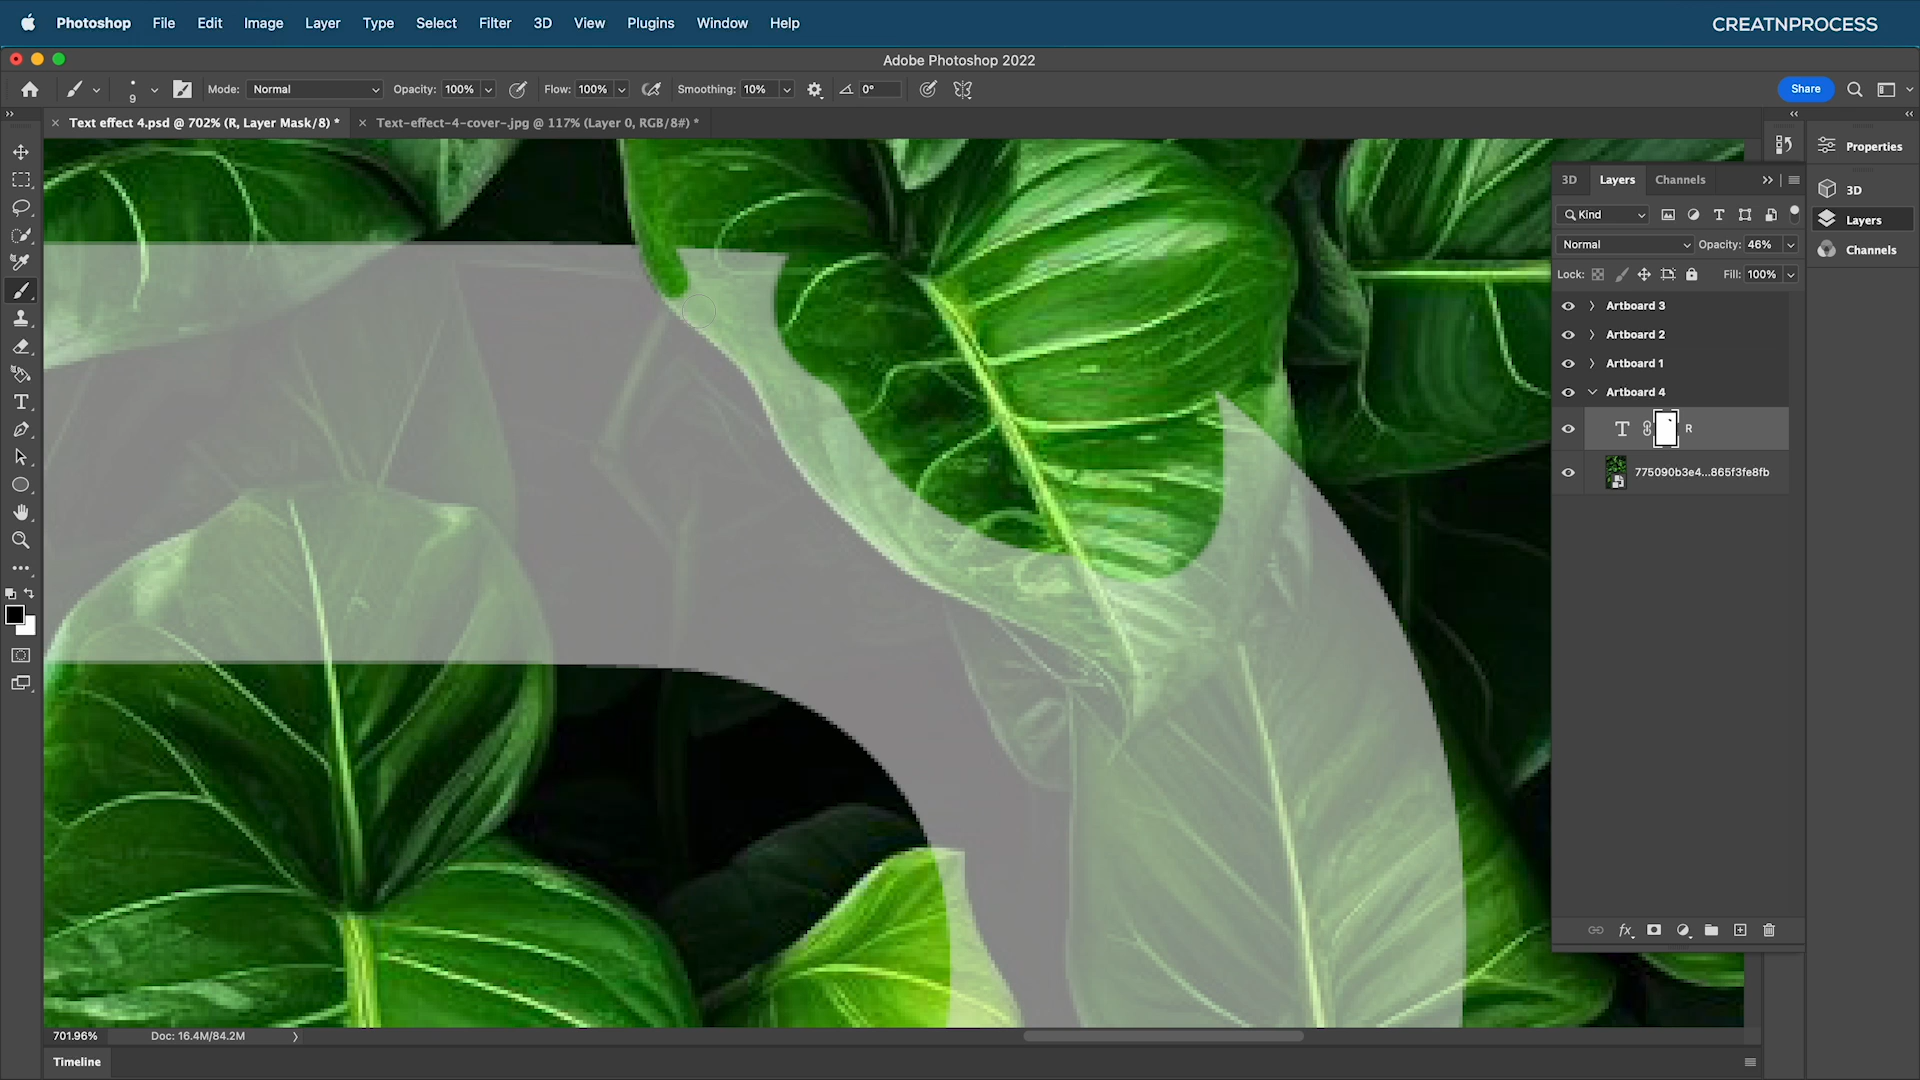 Photoshop File Edit Image Layer Type Select Filter 3D View Plugins Window Help CREATNPROCESS
Adobe Photoshop 2022
9 Mode: Normal Opacity: 100% Flow: 100% Smoothing: 10% 0° Share
× Text effect 4.psd @ 702% (R, Layer Mask/8) * × Text-effect-4-cover-.jpg @ 117% (Layer 0, RGB/8#) *
3D Layers Channels
Kind
Normal Opacity: 46%
Lock: Fill: 100%
Artboard 3
Artboard 2
Artboard 1
Artboard 4
T R
775090b3e4...865f3fe8fb
fx
Properties
3D
Layers
Channels
701.96% Doc: 16.4M/84.2M
Timeline